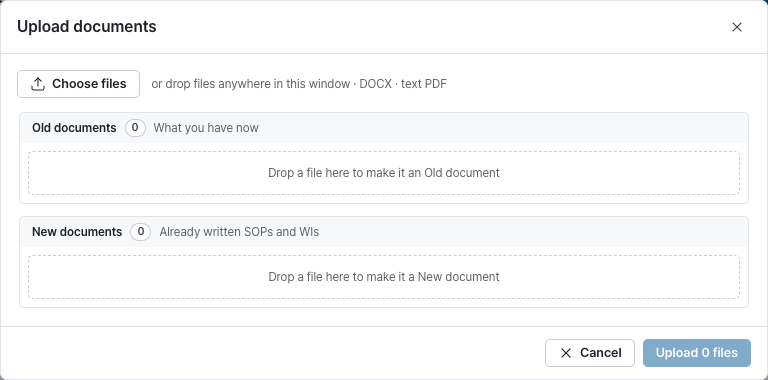 Upload documents
Choose files or drop files anywhere in this window · DOCX · text PDF
Old documents 0 What you have now
Drop a file here to make it an Old document
New documents 0 Already written SOPs and WIs
Drop a file here to make it a New document
Cancel Upload 0 files